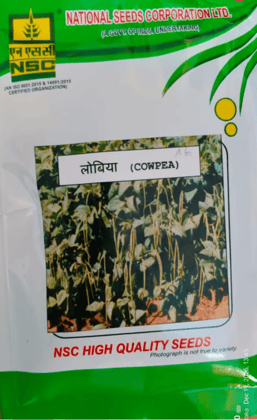 NATIONAL SEEDS CORPORATION LTD.
(A GOVT. OF INDIA UNDERTAKING)
एन एस सी
NSC
(AN ISO 9001:2015 & 14001:2015
CERTIFIED ORGANIZATION)
लोबिया (COWPEA)
NSC HIGH QUALITY SEEDS
Photograph is not true to variety